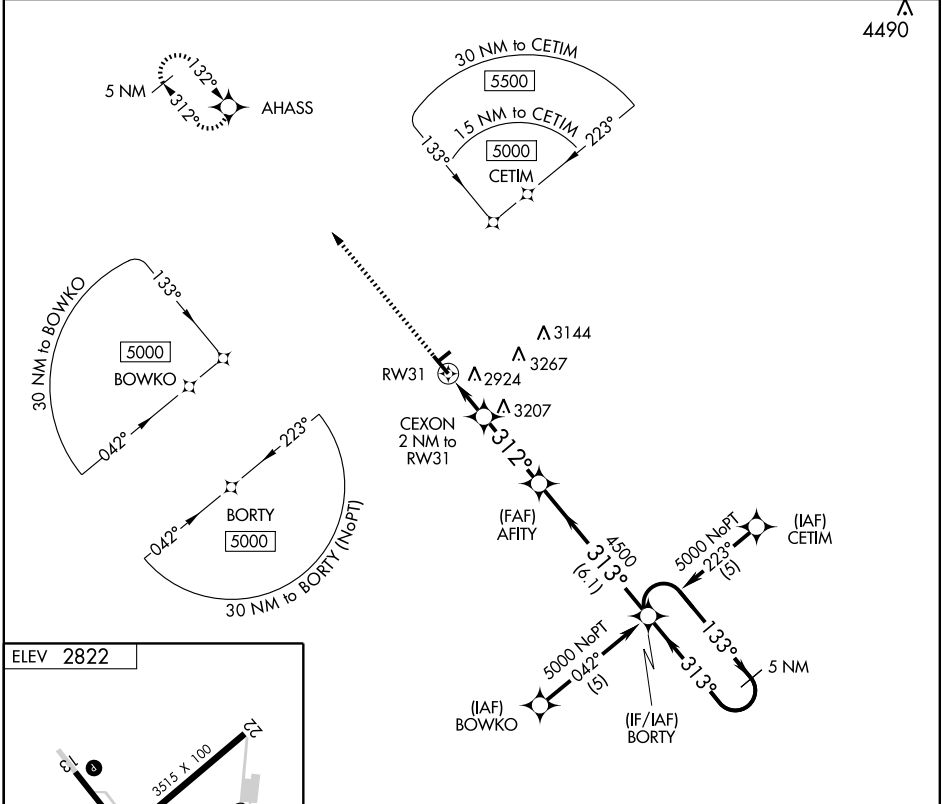 4490
30 NM to CETIM
5500
15 NM to CETIM
5000
CETIM
133°
223°
5 NM
132°
312°
AHASS
30 NM to BOWKO
133°
5000
BOWKO
042°
223°
BORTY
5000
042°
30 NM to BORTY (NoPT)
RW31
3144
3267
2924
3207
CEXON
2 NM to
RW31
312°
(FAF)
AFITY
4500
313°
(6.1)
5000 NoPT
223°
(5)
(IAF)
CETIM
5000 NoPT
042°
(5)
133°
313°
5 NM
(IAF)
BOWKO
(IF/IAF)
BORTY
ELEV 2822
22
13
P
3515 X 100